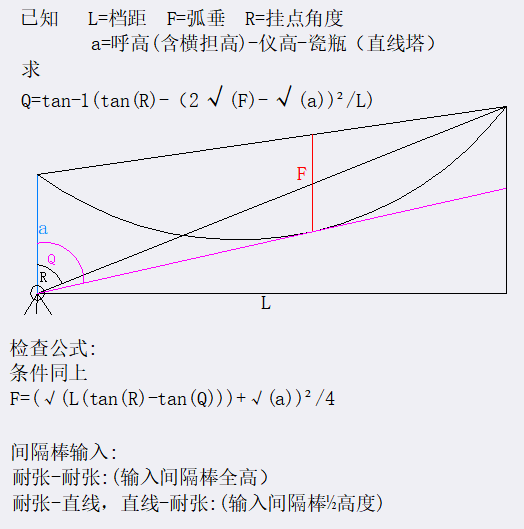 已知 L=档距 F=弧垂 R=挂点角度
a=呼高(含横担高)-仪高-瓷瓶（直线塔）
求
Q=tan-1(tan(R)-（2√(F)-√(a))²/L)
F
a
Q
R
L
检查公式:
条件同上
F=(√(L(tan(R)-tan(Q)))+√(a))²/4
间隔棒输入:
耐张-耐张:(输入间隔棒全高）
耐张-直线，直线-耐张:(输入间隔棒½高度)